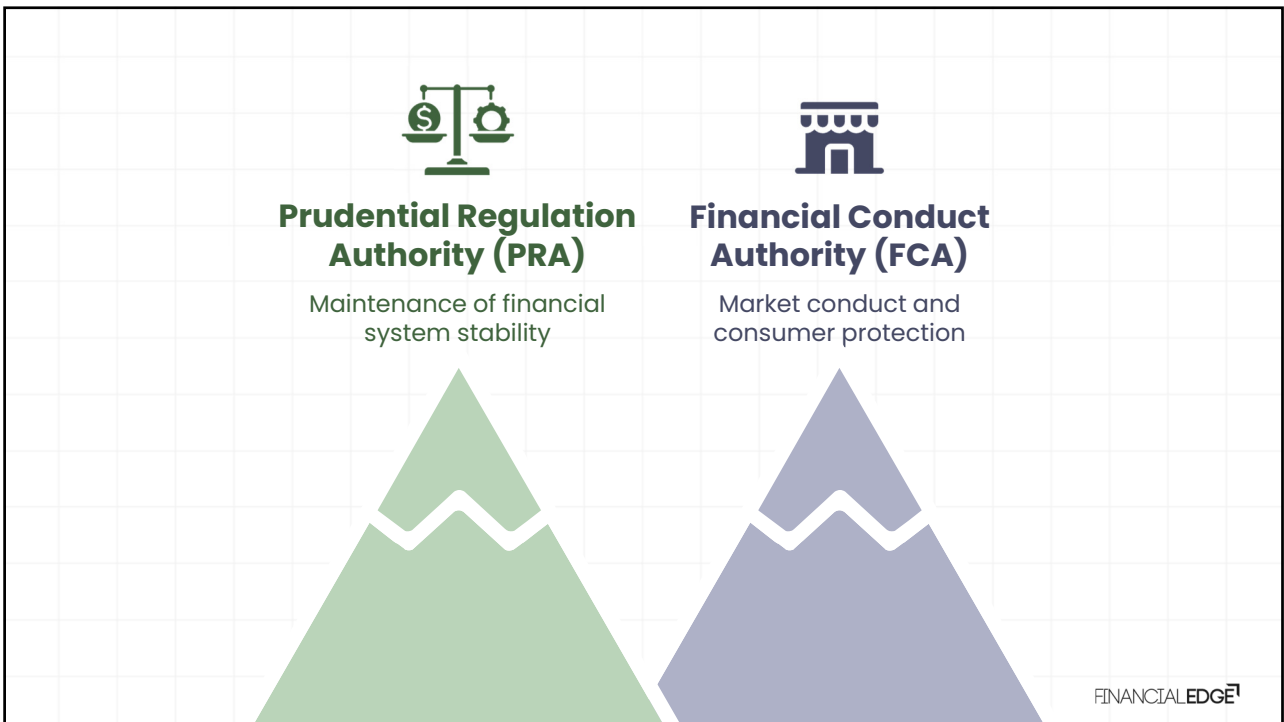 $
Prudential Regulation
Authority (PRA)
Maintenance of financial
system stability
Financial Conduct
Authority (FCA)
Market conduct and
consumer protection
FINANCIALEDGE